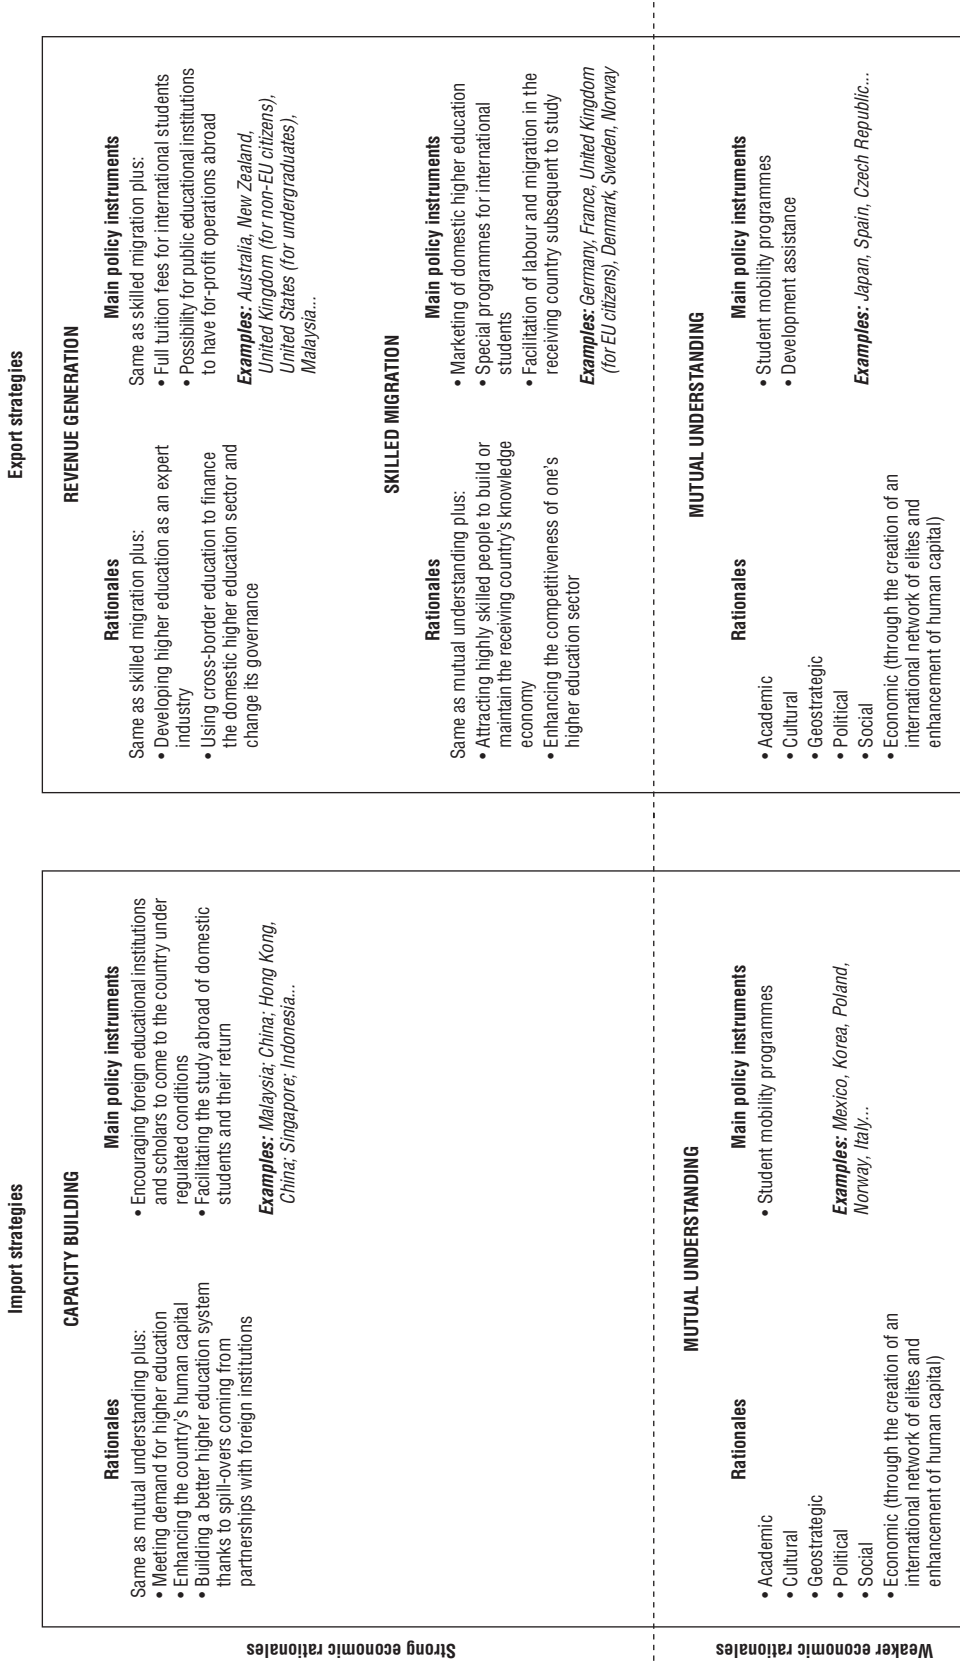 Import strategies
CAPACITY BUILDING
Rationales
Same as mutual understanding plus:
• Meeting demand for higher education
• Enhancing the country's human capital
• Building a better higher education system
thanks to spill-overs coming from
partnerships with foreign institutions
Main policy instruments
• Encouraging foreign educational institutions
and scholars to come to the country under
regulated conditions
• Facilitating the study abroad of domestic
students and their return
Examples: Malaysia; China; Hong Kong,
China; Singapore; Indonesia...
Export strategies
REVENUE GENERATION
Rationales
Same as skilled migration plus:
• Developing higher education as an expert
industry
• Using cross-border education to finance
the domestic higher education sector and
change its governance
Main policy instruments
Same as skilled migration plus:
• Full tuition fees for international students
• Possibility for public educational institutions
to have for-profit operations abroad
Examples: Australia, New Zealand,
United Kingdom (for non-EU citizens),
United States (for undergraduates),
Malaysia...
SKILLED MIGRATION
Rationales
Same as mutual understanding plus:
• Attracting highly skilled people to build or
maintain the receiving country's knowledge
economy
• Enhancing the competitiveness of one's
higher education sector
Main policy instruments
• Marketing of domestic higher education
• Special programmes for international
students
• Facilitation of labour and migration in the
receiving country subsequent to study
Examples: Germany, France, United Kingdom
(for EU citizens), Denmark, Sweden, Norway
Strong economic rationales
MUTUAL UNDERSTANDING
Rationales
• Academic
• Cultural
• Geostrategic
• Political
• Social
• Economic (through the creation of an
international network of elites and
enhancement of human capital)
Main policy instruments
• Student mobility programmes
Examples: Mexico, Korea, Poland,
Norway, Italy...
MUTUAL UNDERSTANDING
Rationales
• Academic
• Cultural
• Geostrategic
• Political
• Social
• Economic (through the creation of an
international network of elites and
enhancement of human capital)
Main policy instruments
• Student mobility programmes
• Development assistance
Examples: Japan, Spain, Czech Republic...
Weaker economic rationales